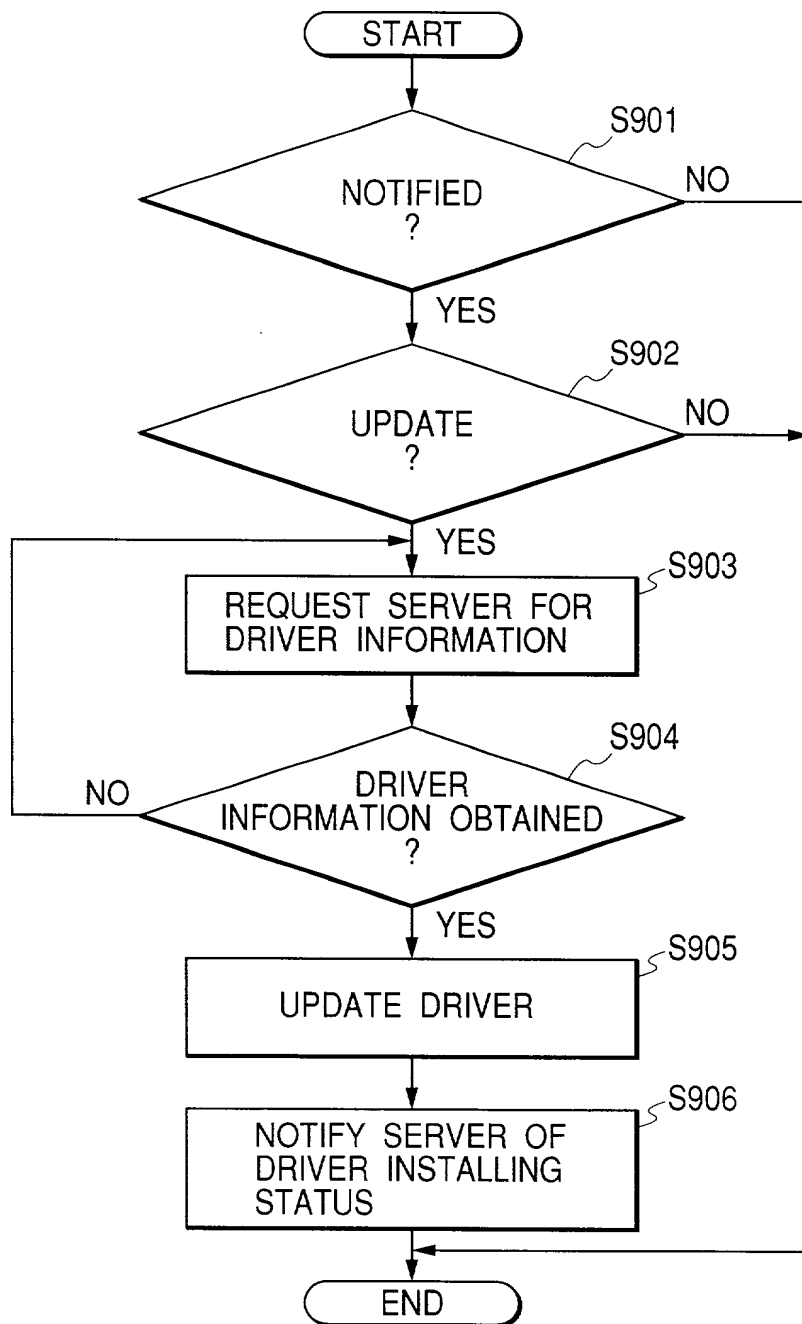 START
S901
NOTIFIED
?
NO
YES
S902
UPDATE
?
NO
YES
S903
REQUEST SERVER FOR
DRIVER INFORMATION
S904
DRIVER
INFORMATION OBTAINED
?
NO
YES
S905
UPDATE DRIVER
S906
NOTIFY SERVER OF
DRIVER INSTALLING
STATUS
END